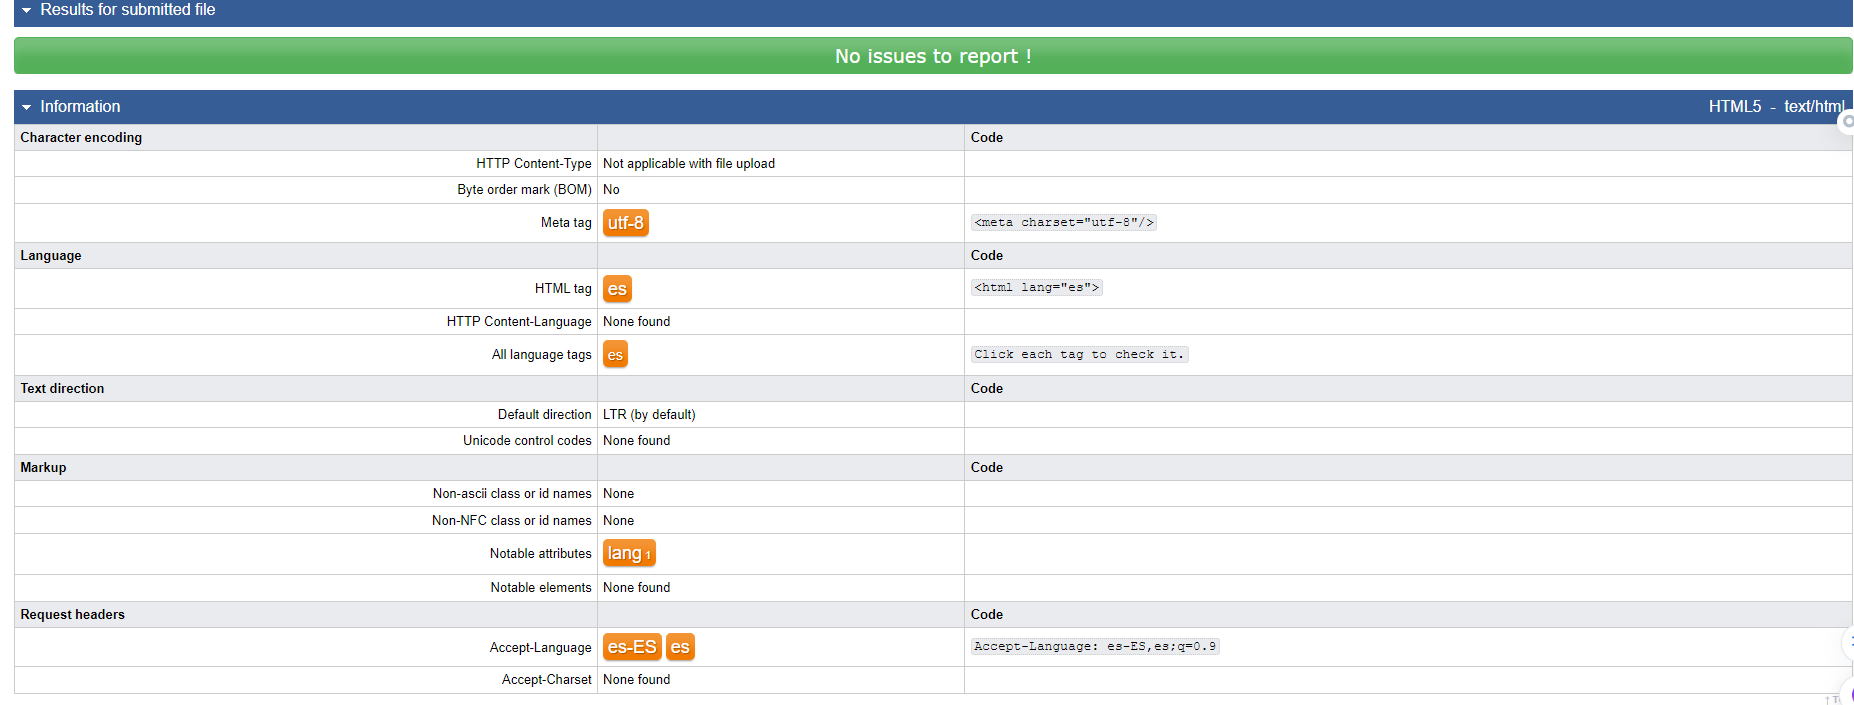 Results for submitted file
No issues to report !
Information HTML5 - text/html
Character encoding Code
HTTP Content-Type Not applicable with file upload
Byte order mark (BOM) No
Meta tag utf-8 <meta charset="utf-8"/>
Language Code
HTML tag es <html lang="es">
HTTP Content-Language None found
All language tags es Click each tag to check it.
Text direction Code
Default direction LTR (by default)
Unicode control codes None found
Markup Code
Non-ascii class or id names None
Non-NFC class or id names None
Notable attributes lang 1
Notable elements None found
Request headers Code
Accept-Language es-ES es Accept-Language: es-ES,es;q=0.9
Accept-Charset None found